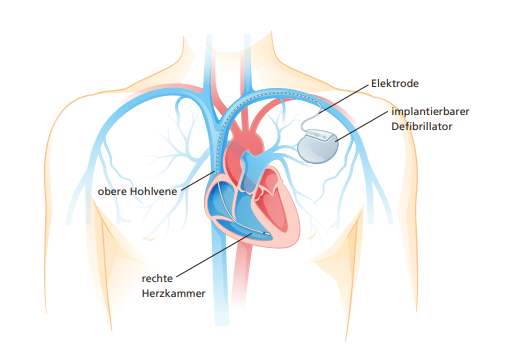 Elektrode
implantierbarer
Defibrillator
obere Hohlvene
rechte
Herzkammer